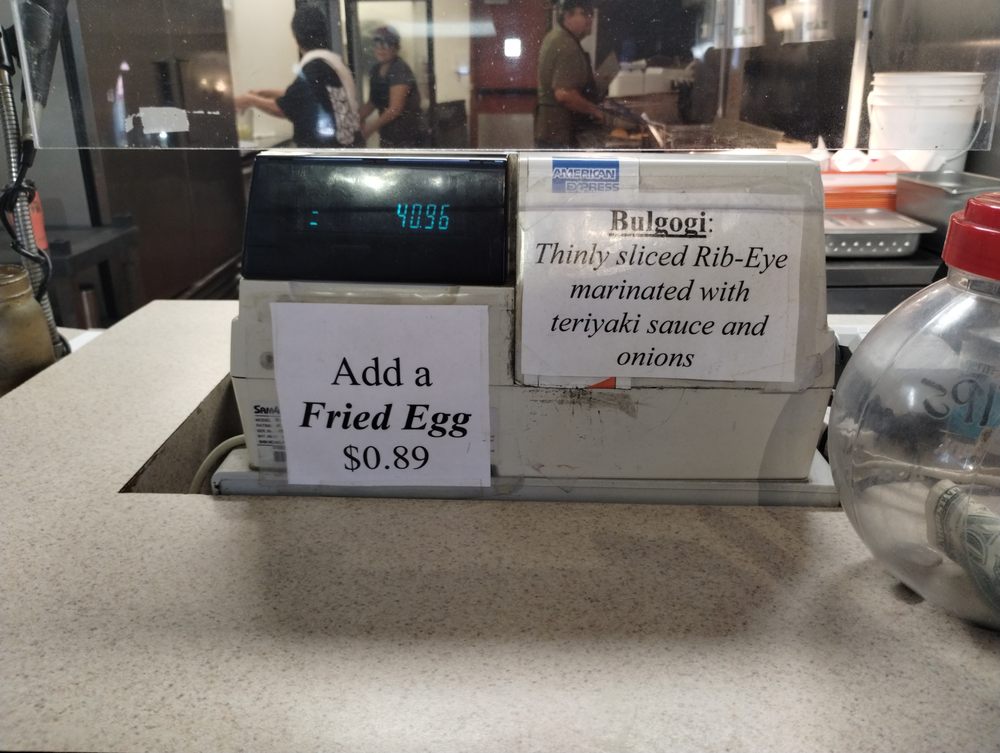 = 40.96
AMERICAN
EXPRESS
Bulgogi:
Thinly sliced Rib-Eye
marinated with
teriyaki sauce and
onions
Add a
Fried Egg
$0.89